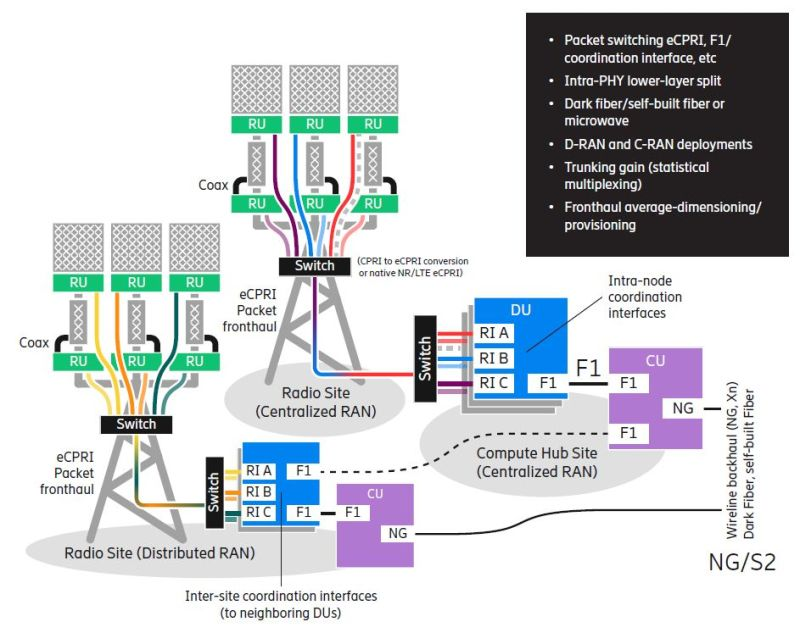 • Packet switching eCPRI, F1/
coordination interface, etc
• Intra-PHY lower-layer split
• Dark fiber/self-built fiber or
microwave
• D-RAN and C-RAN deployments
• Trunking gain (statistical
multiplexing)
• Fronthaul average-dimensioning/
provisioning
RU RU RU
Coax
RU RU RU
Switch
(CPRI to eCPRI conversion
or native NR/LTE eCPRI)
eCPRI
Packet
fronthaul
Radio Site
(Centralized RAN)
RU RU RU
Coax
RU RU RU
Switch
eCPRI
Packet
fronthaul
Radio Site (Distributed RAN)
Intra-node
coordination
interfaces
Switch
DU
RI A
RI B
RI C
F1
F1
CU
F1
NG
F1
Compute Hub Site
(Centralized RAN)
Switch
RI A
F1
RI B
RI C
F1
CU
F1
NG
Inter-site coordination interfaces
(to neighboring DUs)
Wireline backhaul (NG, Xn)
Dark Fiber, self-built Fiber
NG/S2